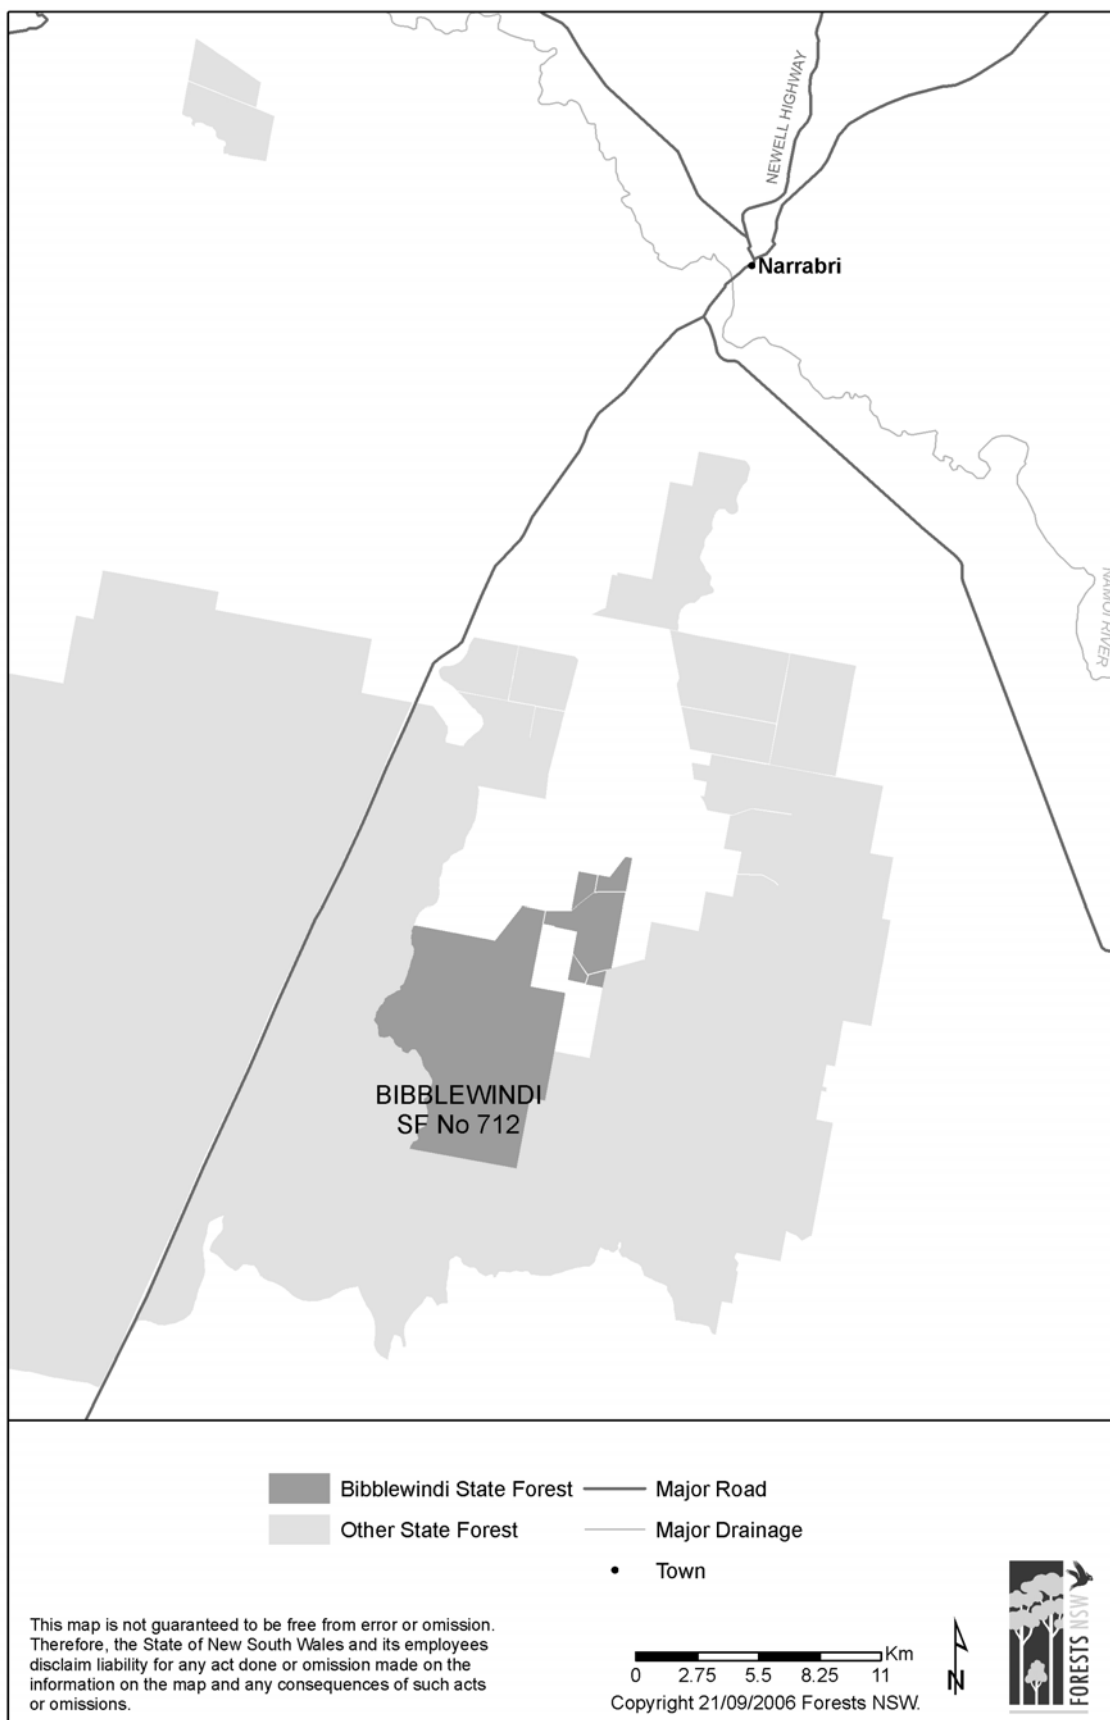 NEWELL HIGHWAY
Narrabri
NAMOI RIVER
BIBBLEWINDI
SF No 712
Bibblewindi State Forest
Major Road
Other State Forest
Major Drainage
Town
This map is not guaranteed to be free from error or omission.
Therefore, the State of New South Wales and its employees
disclaim liability for any act done or omission made on the
information on the map and any consequences of such acts
or omissions.
Km
0 2.75 5.5 8.25 11
Copyright 21/09/2006 Forests NSW.
N
FORESTS NSW